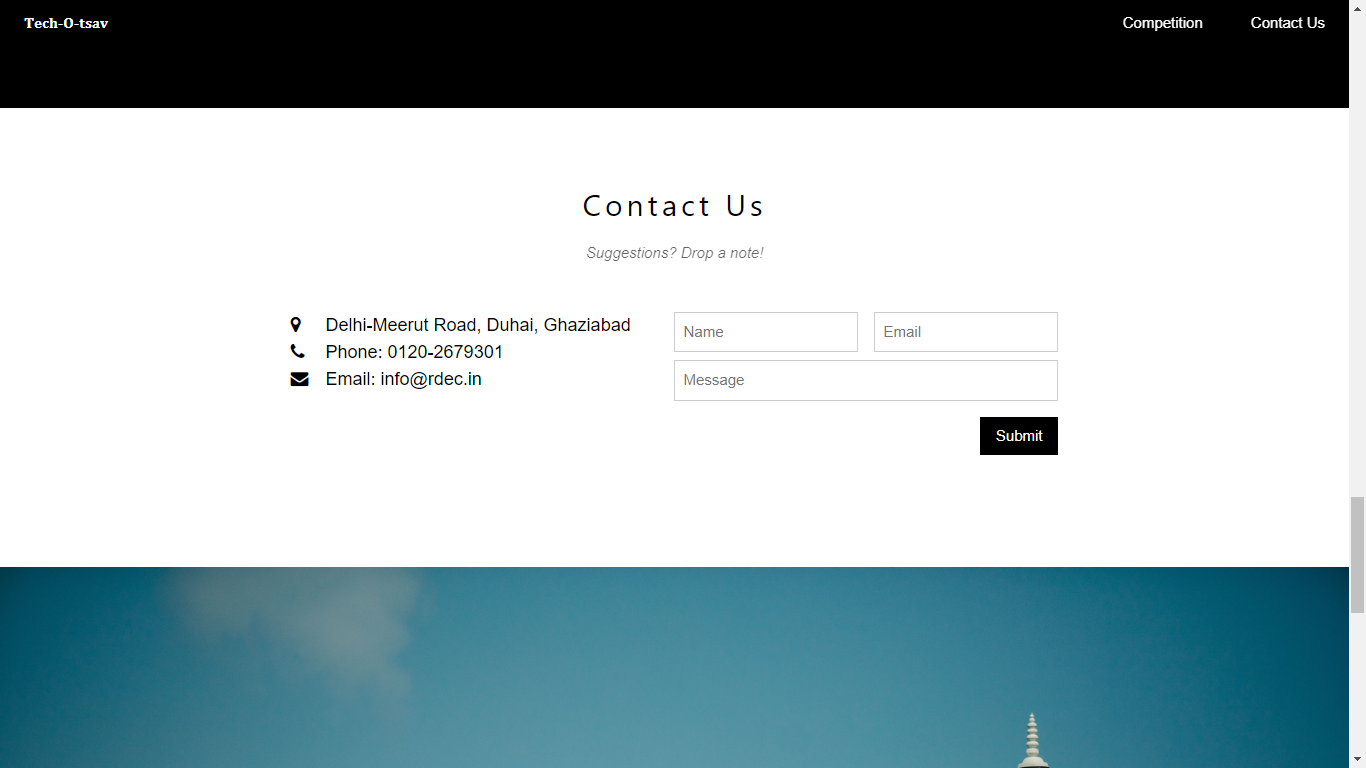 Tech-O-tsav
Competition
Contact Us
Contact Us
Suggestions? Drop a note!
Delhi-Meerut Road, Duhai, Ghaziabad
Phone: 0120-2679301
Email: info@rdec.in
Name
Email
Message
Submit